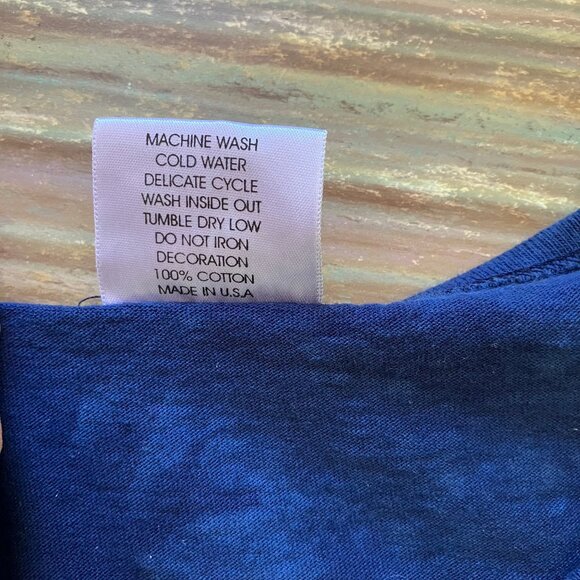 MACHINE WASH
COLD WATER
DELICATE CYCLE
WASH INSIDE OUT
TUMBLE DRY LOW
DO NOT IRON
DECORATION
100% COTTON
MADE IN U.S.A